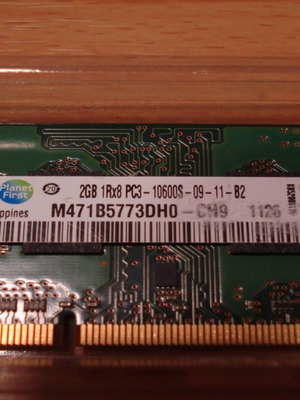 Planet
First
2GB 1Rx8 PC3-10600S-09-11-B2
ppines
M471B5773DH0-CH9 1126